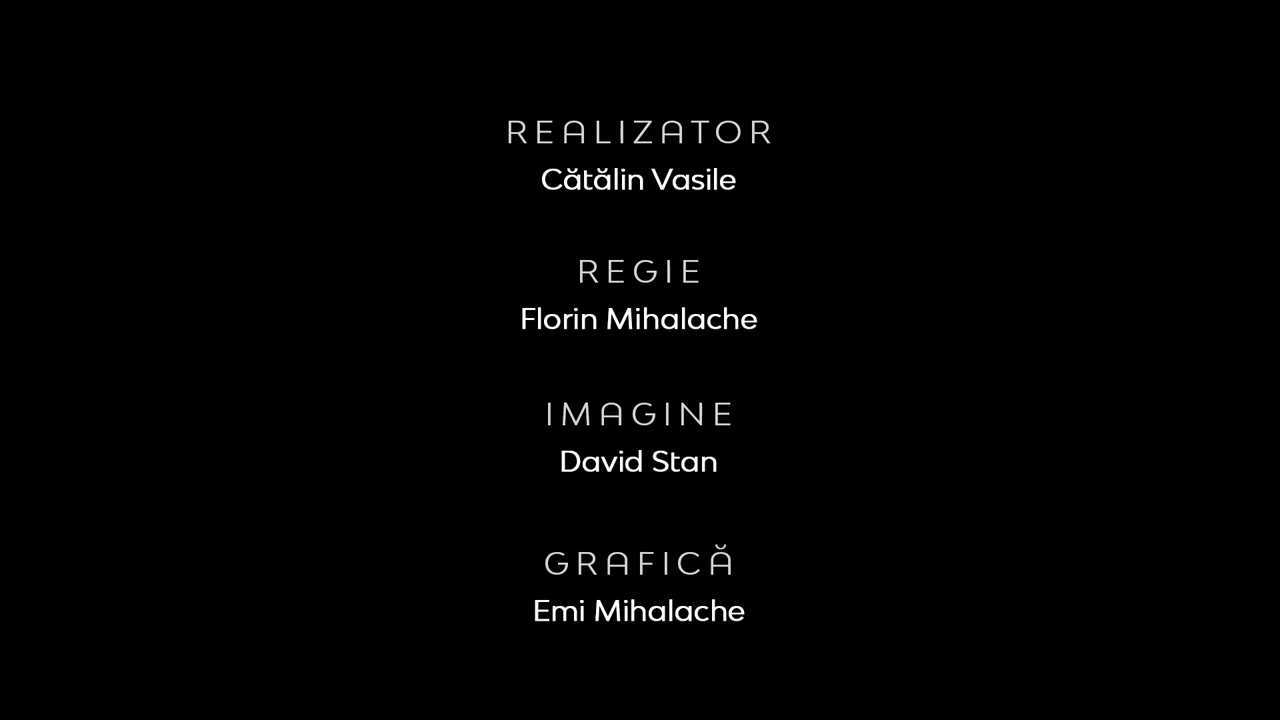 REALIZATOR
Cătălin Vasile
REGIE
Florin Mihalache
IMAGINE
David Stan
GRAFICĂ
Emi Mihalache